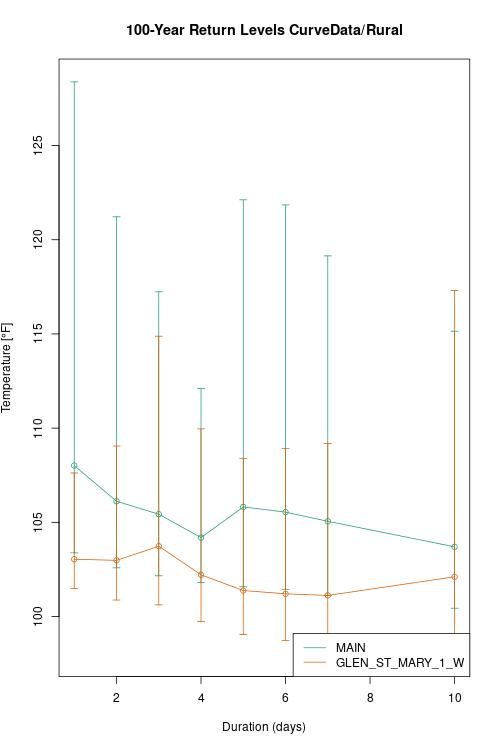 100-Year Return Levels CurveData/Rural
Temperature [°F]
125
120
115
110
105
100
2
4
6
8
10
Duration (days)
MAIN
GLEN_ST_MARY_1_W